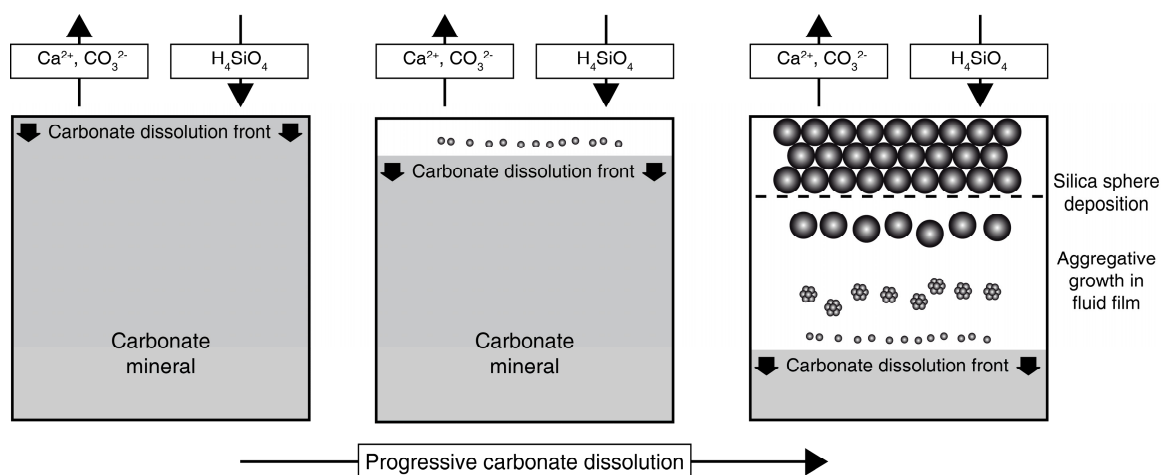 Ca²⁺, CO₃²⁻
H₄SiO₄
Ca²⁺, CO₃²⁻
H₄SiO₄
Ca²⁺, CO₃²⁻
H₄SiO₄
Carbonate dissolution front
Carbonate
mineral
Carbonate dissolution front
Carbonate
mineral
Silica sphere
deposition
Aggregative
growth in
fluid film
Carbonate dissolution front
Progressive carbonate dissolution